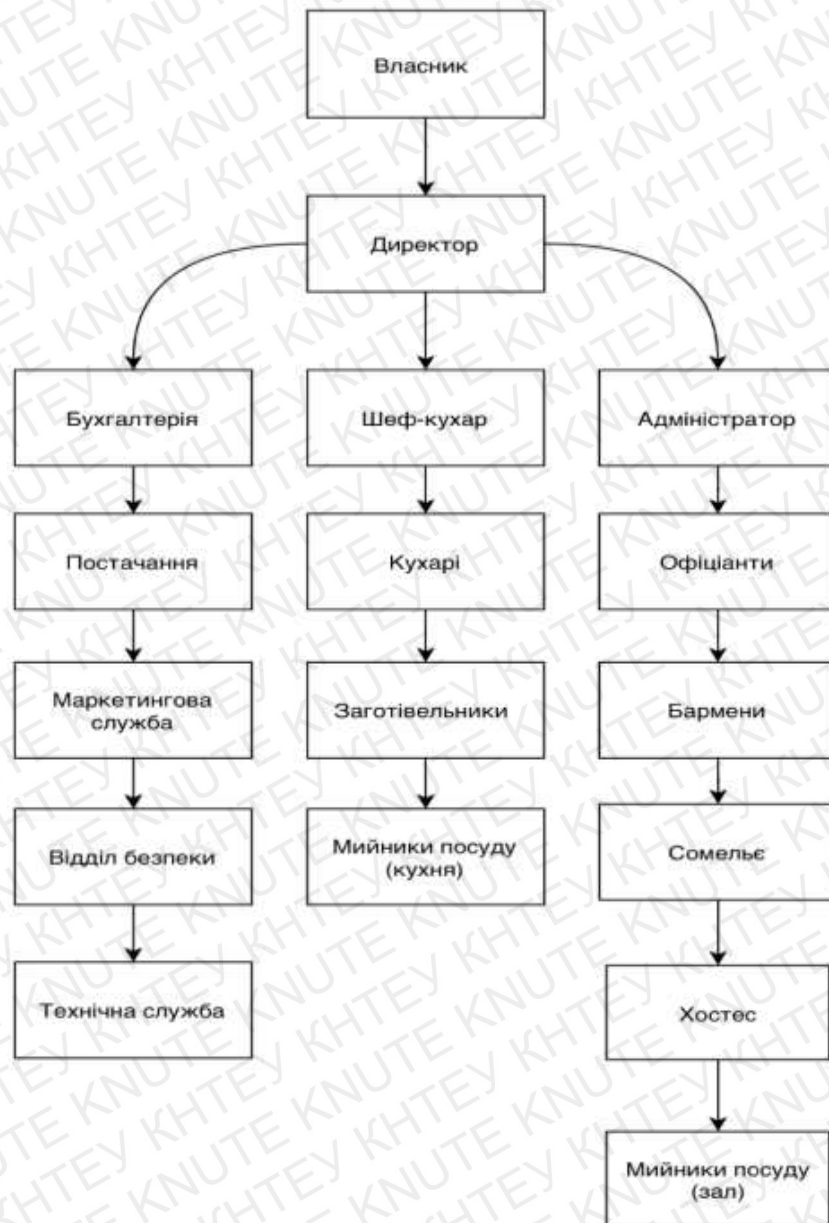 Власник
Директор
Бухгалтерія
Шеф-кухар
Адміністратор
Постачання
Кухарі
Офіціанти
Маркетингова
служба
Заготівельники
Бармени
Відділ безпеки
Мийники посуду
(кухня)
Сомельє
Технічна служба
Хостес
Мийники посуду
(зал)